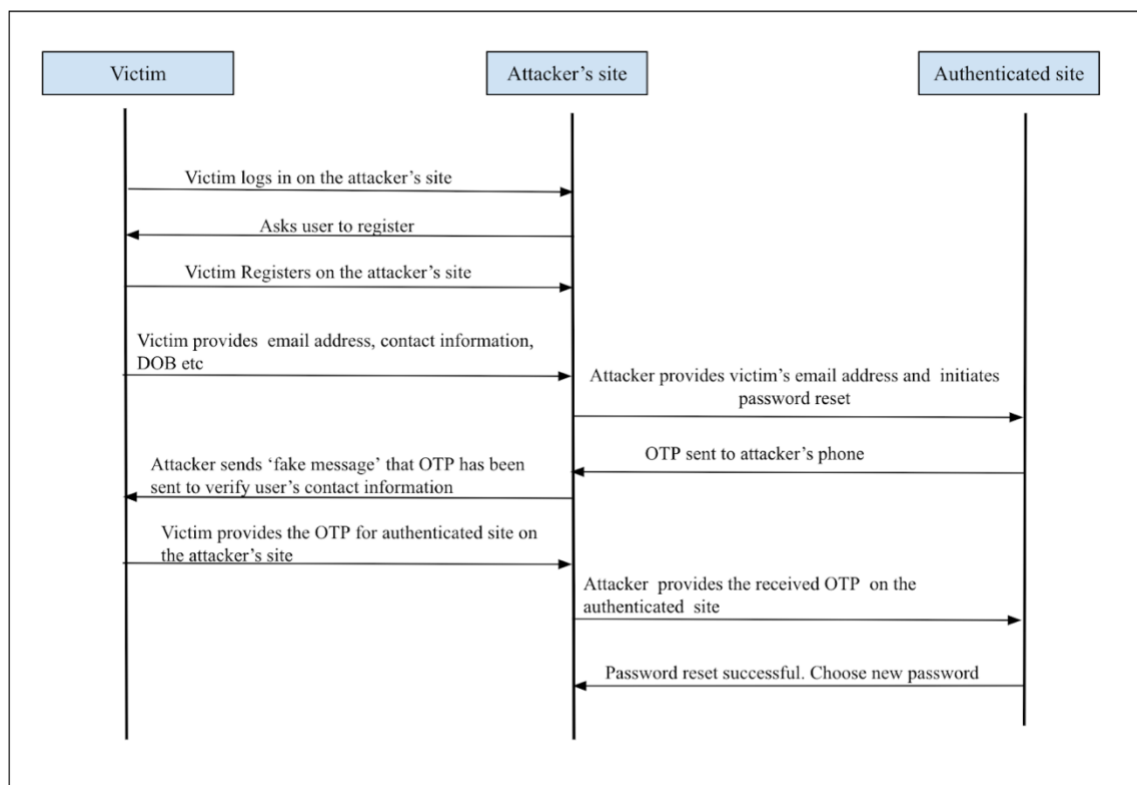 Victim
Attacker’s site
Authenticated site
Victim logs in on the attacker’s site
Asks user to register
Victim Registers on the attacker’s site
Victim provides email address, contact information,
DOB etc
Attacker provides victim’s email address and initiates
password reset
OTP sent to attacker’s phone
Attacker sends ‘fake message’ that OTP has been
sent to verify user’s contact information
Victim provides the OTP for authenticated site on
the attacker’s site
Attacker provides the received OTP on the
authenticated site
Password reset successful. Choose new password